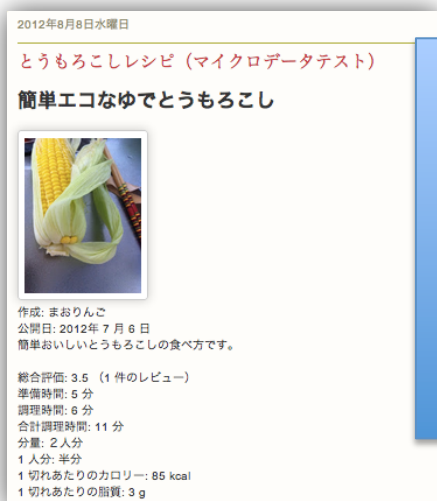 2012年8月8日水曜日
とうもろこしレシピ（マイクロデータテスト）
簡単エコなゆでとうもろこし
作成: まおりんご
公開日: 2012年 7 月 6 日
簡単おいしいとうもろこしの食べ方です。
総合評価: 3.5 （1 件のレビュー）
準備時間: 5 分
調理時間: 6 分
合計調理時間: 11 分
分量: ２人分
1 人分: 半分
1 切れあたりのカロリー: 85 kcal
1 切れあたりの脂質: 3 g